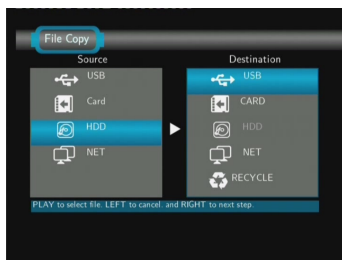 File Copy
Source Destination
USB USB
Card CARD
HDD HDD
NET NET
RECYCLE
PLAY to select file. LEFT to cancel. and RIGHT to next step.